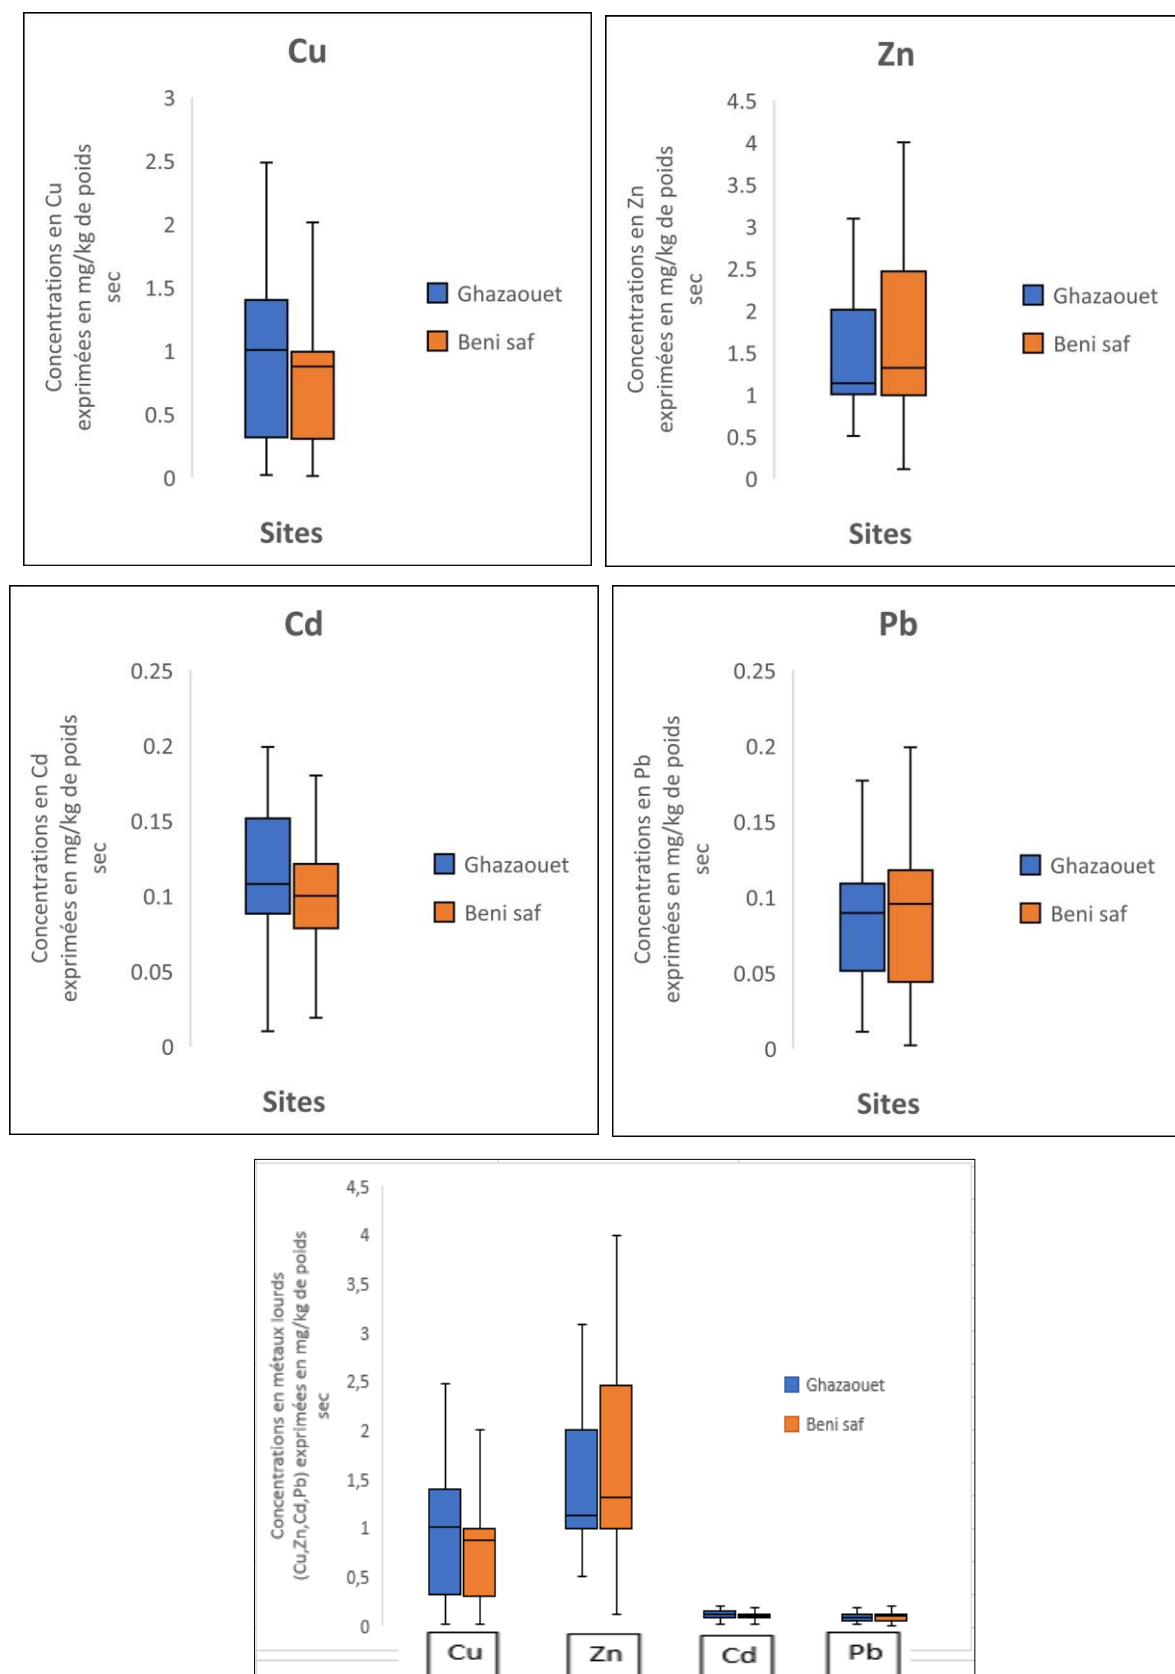 Cu
3
2.5
2
1.5
1
0.5
0
Concentrations en Cu
exprimées en mg/kg de poids
sec
Ghazaouet
Beni saf
Sites
Zn
4.5
4
3.5
3
2.5
2
1.5
1
0.5
0
Concentrations en Zn
exprimées en mg/kg de poids
sec
Ghazaouet
Beni saf
Sites
Cd
0.25
0.2
0.15
0.1
0.05
0
Concentrations en Cd
exprimées en mg/kg de poids
sec
Ghazaouet
Beni saf
Sites
Pb
0.25
0.2
0.15
0.1
0.05
0
Concentrations en Pb
exprimées en mg/kg de poids
sec
Ghazaouet
Beni saf
Sites
4,5
4
3,5
3
2,5
2
1,5
1
0,5
0
Concentrations en métaux lourds
(Cu,Zn,Cd,Pb) exprimées en mg/kg de poids
sec
Ghazaouet
Beni saf
Cu Zn Cd Pb